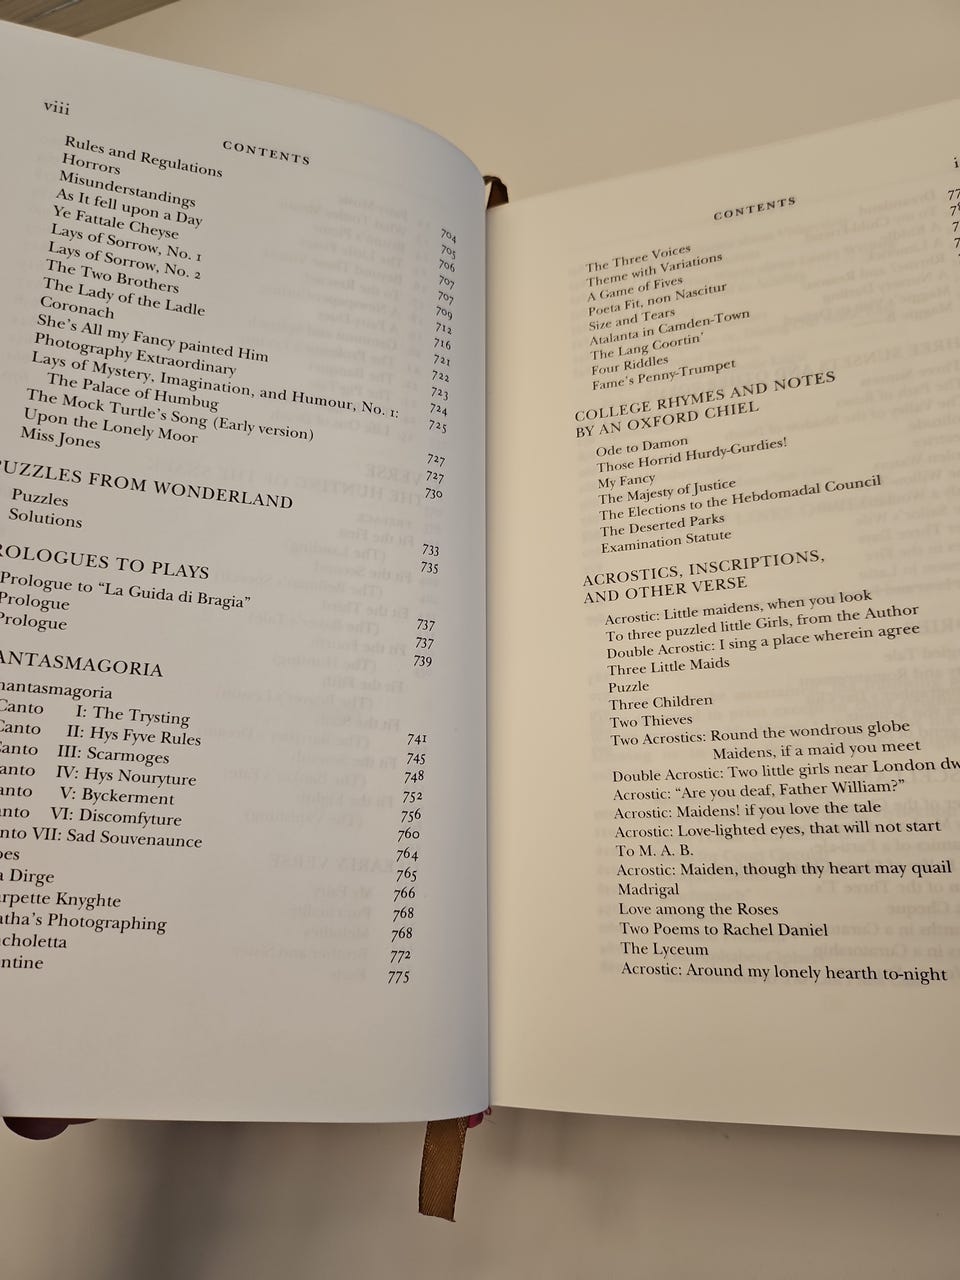 viii
CONTENTS
Rules and Regulations 704
Horrors 705
Misunderstandings 706
As It fell upon a Day 707
Ye Fattale Cheyse 707
Lays of Sorrow, No. 1 709
Lays of Sorrow, No. 2 712
The Two Brothers 716
The Lady of the Ladle 721
Coronach 722
She's All my Fancy painted Him 723
Photography Extraordinary 724
Lays of Mystery, Imagination, and Humour, No. 1:
The Palace of Humbug 725
The Mock Turtle's Song (Early version) 727
Upon the Lonely Moor 727
Miss Jones 730
PUZZLES FROM WONDERLAND
Puzzles 733
Solutions 735
ROLOGUES TO PLAYS
Prologue to "La Guida di Bragia" 737
Prologue 737
Prologue 739
ANTASMAGORIA
hantasmagoria
Canto I: The Trysting 741
Canto II: Hys Fyve Rules 745
anto III: Scarmoges 748
anto IV: Hys Nouryture 752
anto V: Byckerment 756
nto VI: Discomfyture 760
nto VII: Sad Souvenaunce 764
oes 765
a Dirge 766
rpette Knyghte 768
atha's Photographing 768
ncholetta 772
ntine 775
CONTENTS
The Three Voices
Theme with Variations
A Game of Fives
Poeta Fit, non Nascitur
Size and Tears
Atalanta in Camden-Town
The Lang Coortin'
Four Riddles
Fame's Penny-Trumpet
COLLEGE RHYMES AND NOTES
BY AN OXFORD CHIEL
Ode to Damon
Those Horrid Hurdy-Gurdies!
My Fancy
The Majesty of Justice
The Elections to the Hebdomadal Council
The Deserted Parks
Examination Statute
ACROSTICS, INSCRIPTIONS,
AND OTHER VERSE
Acrostic: Little maidens, when you look
To three puzzled little Girls, from the Author
Double Acrostic: I sing a place wherein agree
Three Little Maids
Puzzle
Three Children
Two Thieves
Two Acrostics: Round the wondrous globe
Maidens, if a maid you meet
Double Acrostic: Two little girls near London dw
Acrostic: "Are you deaf, Father William?"
Acrostic: Maidens! if you love the tale
Acrostic: Love-lighted eyes, that will not start
To M. A. B.
Acrostic: Maiden, though thy heart may quail
Madrigal
Love among the Roses
Two Poems to Rachel Daniel
The Lyceum
Acrostic: Around my lonely hearth to-night